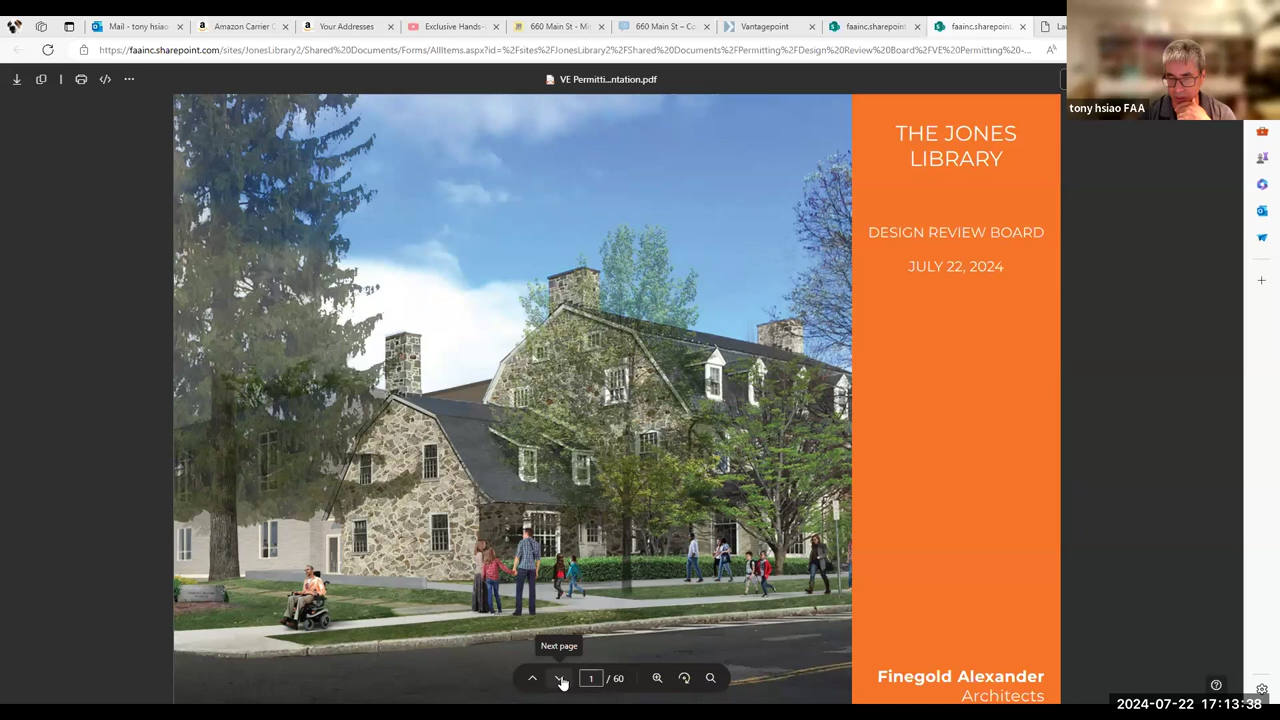 Mail - tony hsiao
Amazon Carrier C
Your Addresses
Exclusive Hands-
660 Main St - Mi
660 Main St – Co
Vantagepoint
faainc.sharepoint
faainc.sharepoint
https://faainc.sharepoint.com/sites/JonesLibrary2/Shared%20Documents/Forms/AllItems.aspx?id=%2Fsites%2FJonesLibrary2%2FShared%20Documents%2FPermitting%2FDesign%20Review%20Board%2FVE%20Permitting%20-...
VE Permitti...ntation.pdf
tony hsiao FAA
THE JONES
LIBRARY
DESIGN REVIEW BOARD
JULY 22, 2024
Next page
1 / 60
Finegold Alexander
Architects
2024-07-22 17:13:38